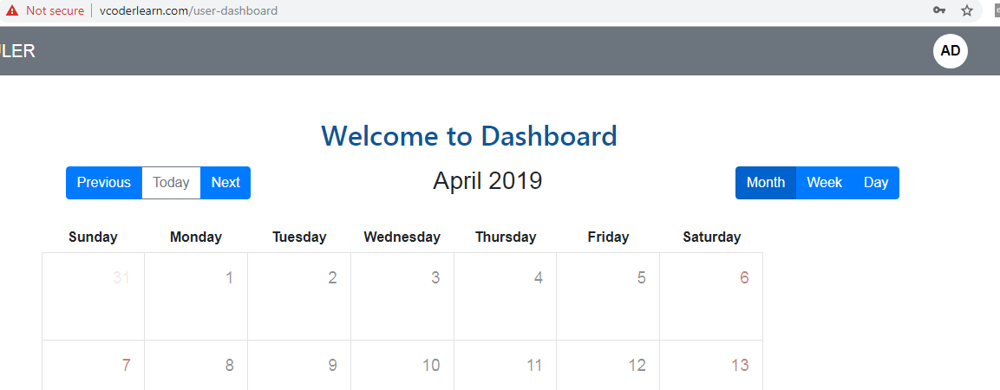 Not secure | vcoderlearn.com/user-dashboard
ULER
AD
Welcome to Dashboard
Previous Today Next
April 2019
Month Week Day
Sunday Monday Tuesday Wednesday Thursday Friday Saturday
31 1 2 3 4 5 6
7 8 9 10 11 12 13